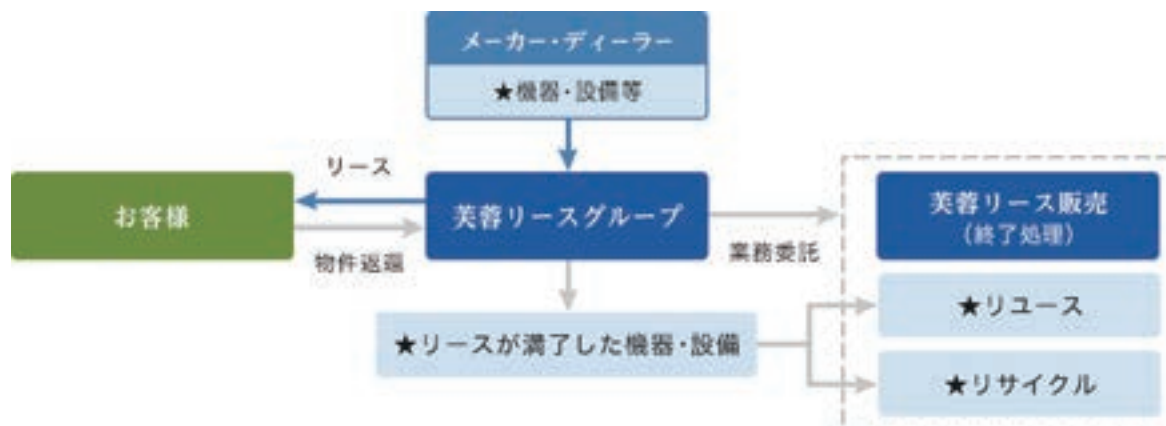 メーカー・ディーラー
★機器・設備等
リース
お客様
芙蓉リースグループ
物件返還
業務委託
芙蓉リース販売
（終了処理）
★リユース
★リースが満了した機器・設備
★リサイクル